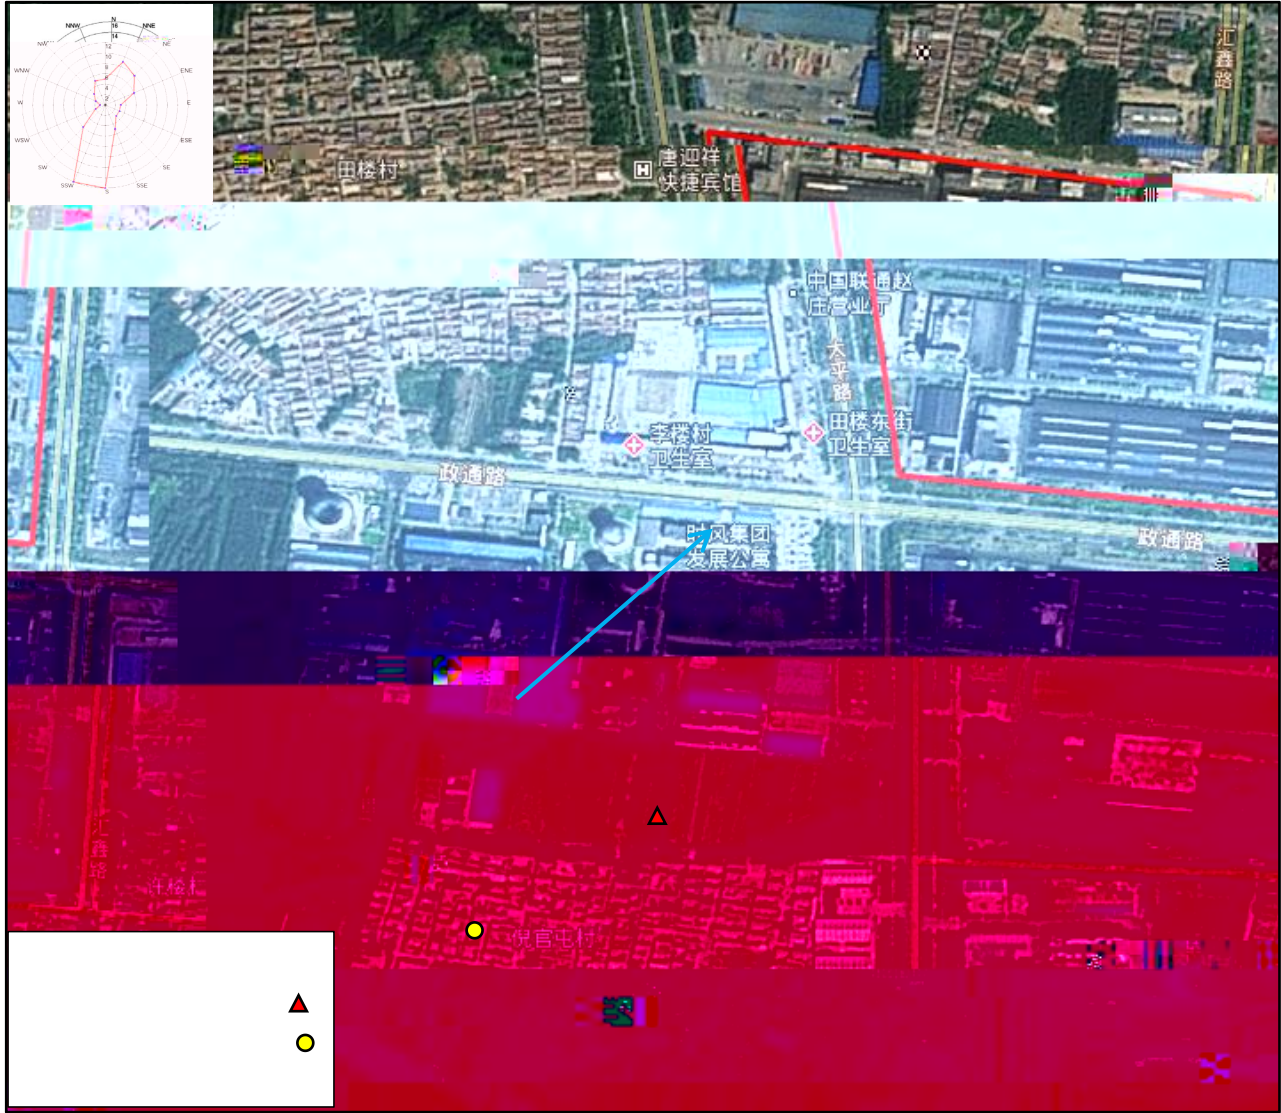 N
NNW
NNE
16
14
NW
NE
12
10
WNW
ENE
W
E
WSW
ESE
SW
SE
SSW
SSE
S
汇鑫路
田楼村
唐迎祥
快捷宾馆
中国联通赵
庄营业厅
太平路
李楼村
卫生室
田楼东街
卫生室
政通路
时风集团
发展公寓
政通路
汇鑫路
许楼村
倪官屯村